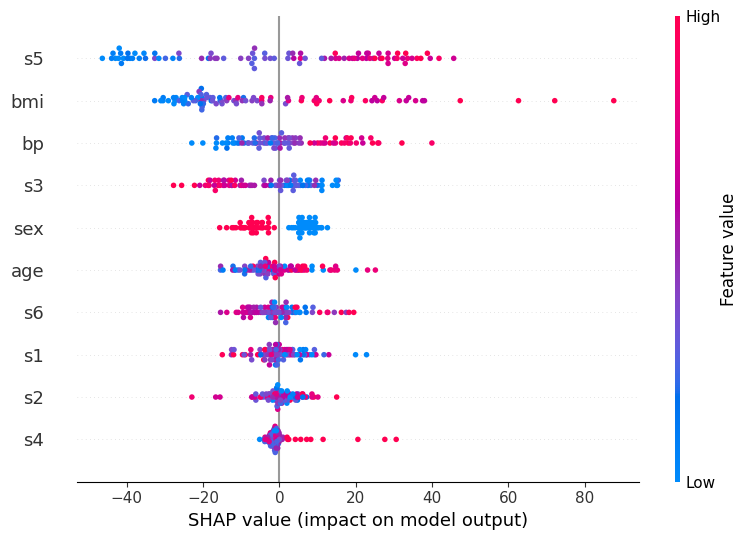 High
s5
bmi
bp
s3
sex
age
s6
s1
s2
s4
Feature value
Low
−40 −20 0 20 40 60 80
SHAP value (impact on model output)